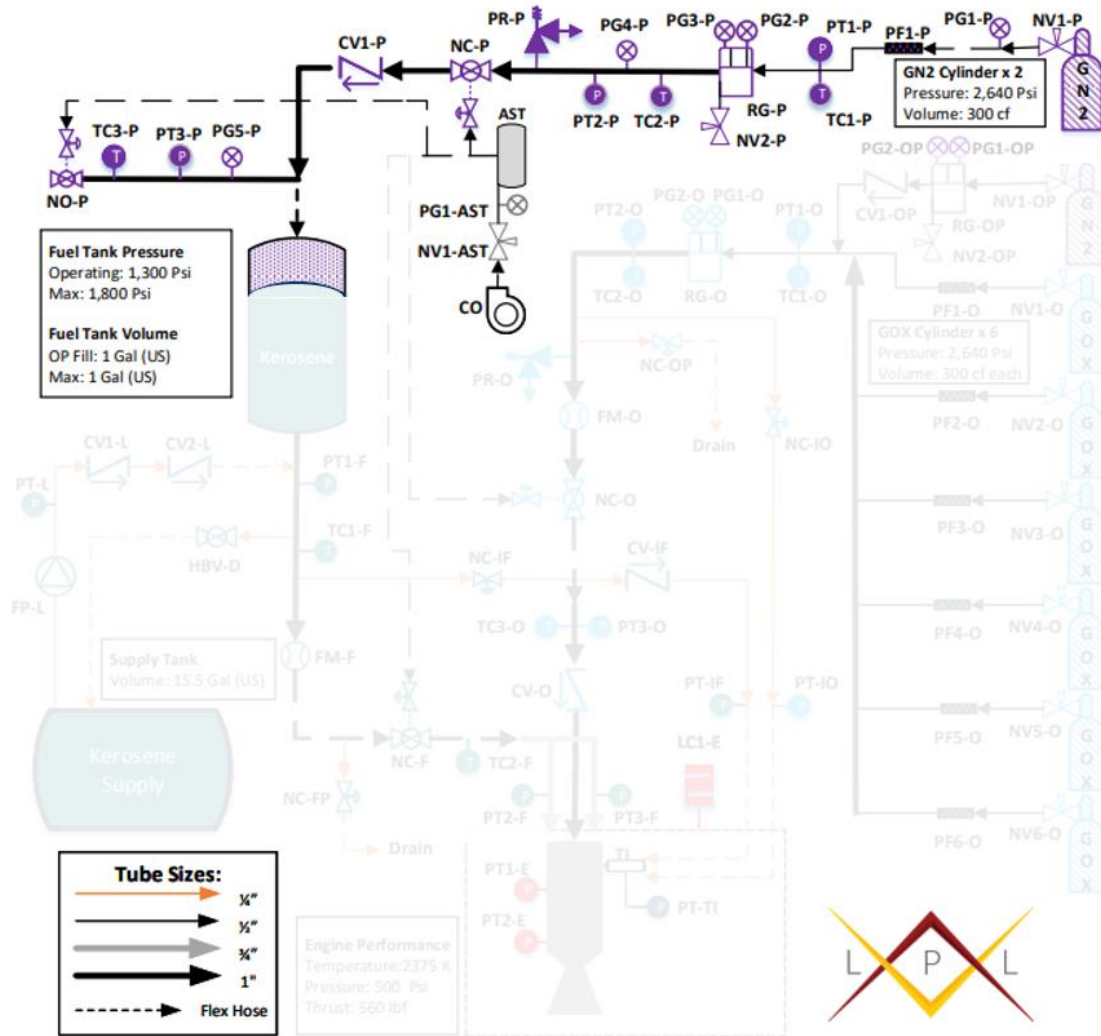 PR-P
PG4-P
PG3-P
PG2-P
PT1-P
PF1-P
PG1-P
NV1-P
CV1-P
NC-P
GN2
GN2 Cylinder x 2
Pressure: 2,640 Psi
Volume: 300 cf
P
T
P
T
PT2-P
TC2-P
RG-P
NV2-P
TC1-P
AST
TC3-P
PT3-P
PG5-P
T
P
NO-P
PG1-AST
NV1-AST
CO
Fuel Tank Pressure
Operating: 1,300 Psi
Max: 1,800 Psi
Fuel Tank Volume
OP Fill: 1 Gal (US)
Max: 1 Gal (US)
Kerosene
PG2-OP
PG1-OP
NV1-OP
CV1-OP
RG-OP
NV2-OP
GN2
PG2-O
PG1-O
PT2-O
PT1-O
TC2-O
RG-O
TC1-O
PF1-O
NV1-O
GOX
GOX Cylinder x 6
Pressure: 2,640 Psi
Volume: 300 cf each
PR-O
NC-OP
FM-O
Drain
NC-IO
PF2-O
NV2-O
GOX
CV1-L
CV2-L
PT-L
P
PT1-F
P
HBV-D
TC1-F
T
NC-O
PF3-O
NV3-O
GOX
NC-IF
CV-IF
FP-L
PF4-O
NV4-O
GOX
TC3-O
P
P
PT3-O
FM-F
Supply Tank
Volume: 15.5 Gal (US)
CV-O
PT-IF
P
P
PT-IO
PF5-O
NV5-O
GOX
Kerosene
Supply
NC-F
T
TC2-F
LC1-E
NC-FP
P
P
PT2-F
PT3-F
PF6-O
NV6-O
GOX
Drain
PT1-E
P
TI
PT2-E
P
P
PT-TI
Tube Sizes:
¼"
½"
¾"
1"
Flex Hose
Engine Performance
Temperature:2375 K
Pressure: 500 Psi
Thrust: 560 lbf
L P L